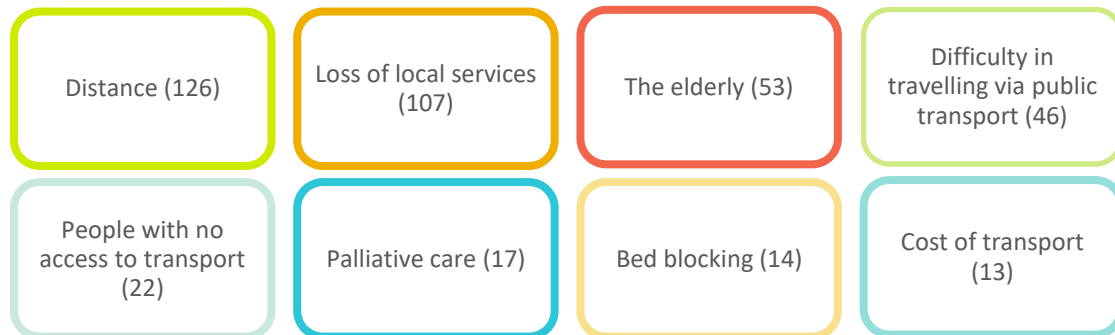 Distance (126)
Loss of local services
(107)
The elderly (53)
Difficulty in
travelling via public
transport (46)
People with no
access to transport
(22)
Palliative care (17)
Bed blocking (14)
Cost of transport
(13)